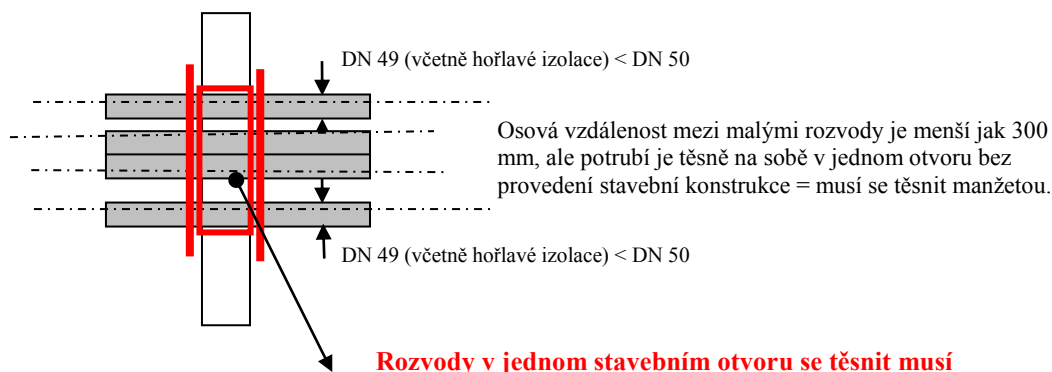 DN 49 (včetně hořlavé izolace) < DN 50
Osová vzdálenost mezi malými rozvody je menší jak 300
mm, ale potrubí je těsně na sobě v jednom otvoru bez
provedení stavební konstrukce = musí se těsnit manžetou.
DN 49 (včetně hořlavé izolace) < DN 50
Rozvody v jednom stavebním otvoru se těsnit musí